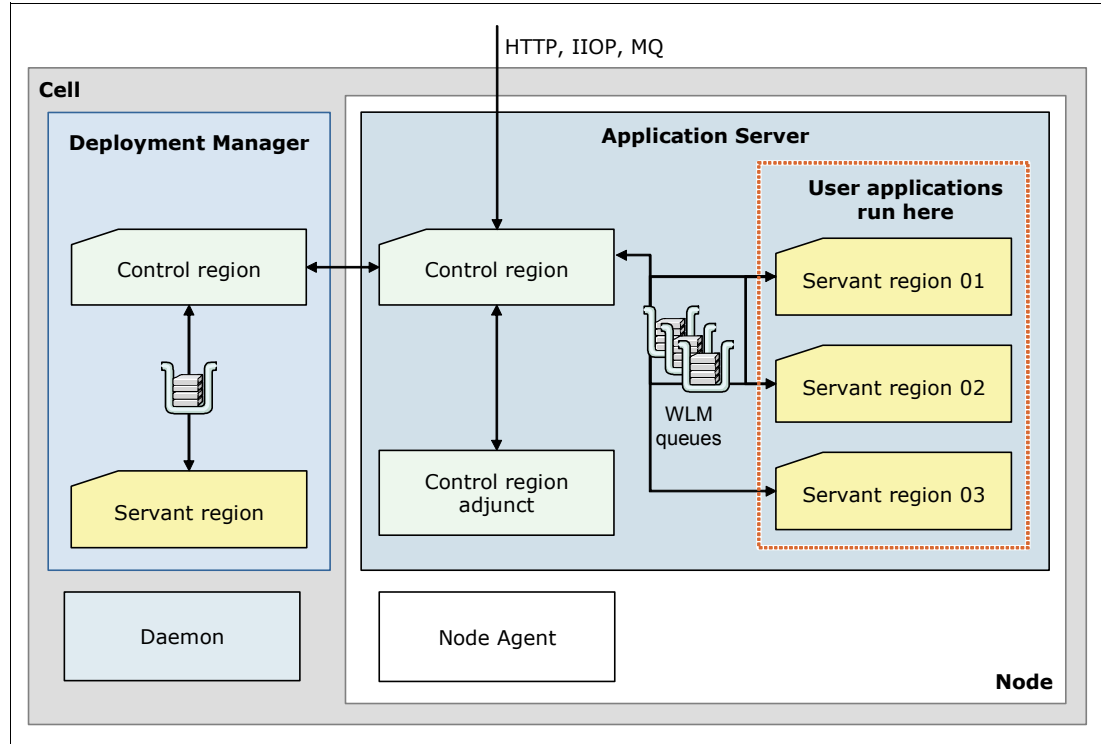 HTTP, IIOP, MQ
Cell
Deployment Manager
Control region
Servant region
Daemon
Application Server
Control region
Control region
adjunct
WLM
queues
User applications
run here
Servant region 01
Servant region 02
Servant region 03
Node Agent
Node